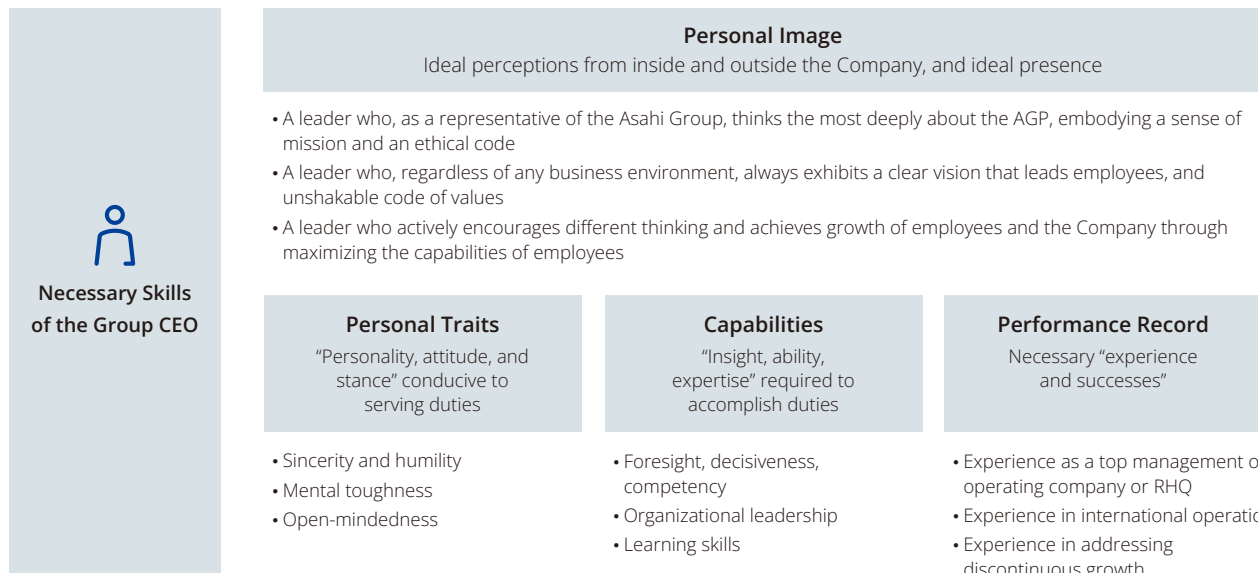 Personal Image
Ideal perceptions from inside and outside the Company, and ideal presence
• A leader who, as a representative of the Asahi Group, thinks the most deeply about the AGP, embodying a sense of
mission and an ethical code
• A leader who, regardless of any business environment, always exhibits a clear vision that leads employees, and
unshakable code of values
• A leader who actively encourages different thinking and achieves growth of employees and the Company through
maximizing the capabilities of employees
Necessary Skills
of the Group CEO
Personal Traits
“Personality, attitude, and
stance” conducive to
serving duties
• Sincerity and humility
• Mental toughness
• Open-mindedness
Capabilities
“Insight, ability,
expertise” required to
accomplish duties
• Foresight, decisiveness,
competency
• Organizational leadership
• Learning skills
Performance Record
Necessary “experience
and successes”
• Experience as a top management
operating company or RHQ
• Experience in international
• Experience in addressing
discontinuous growth